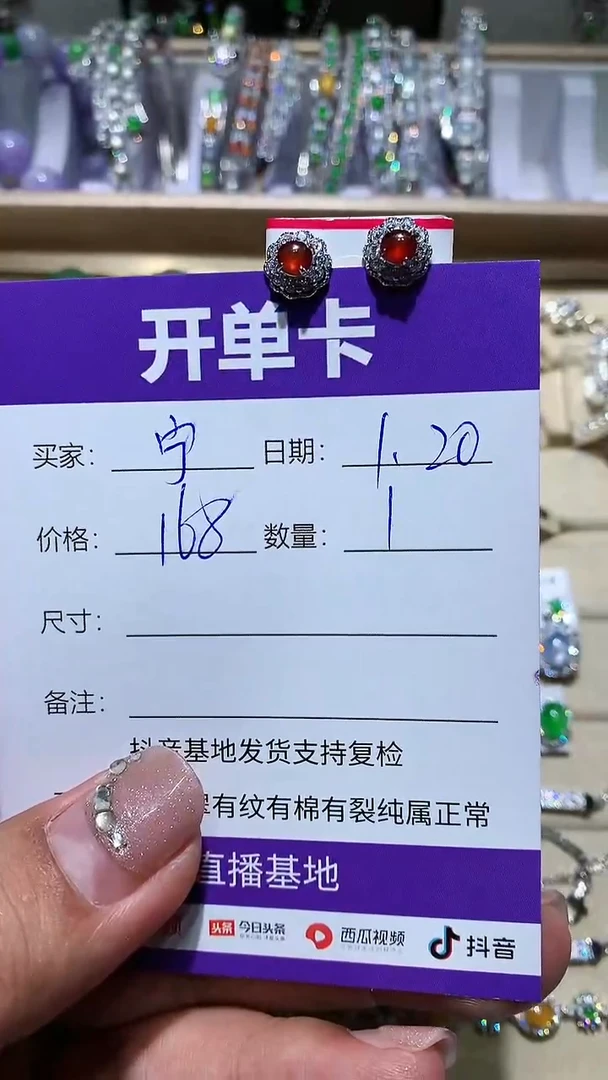 开单卡
买家: 宁 日期: 1.20
价格: 168 数量: 1
尺寸:
备注:
抖音基地发货支持复检
有纹有棉有裂纯属正常
直播基地
头条 今日头条 西瓜视频 抖音